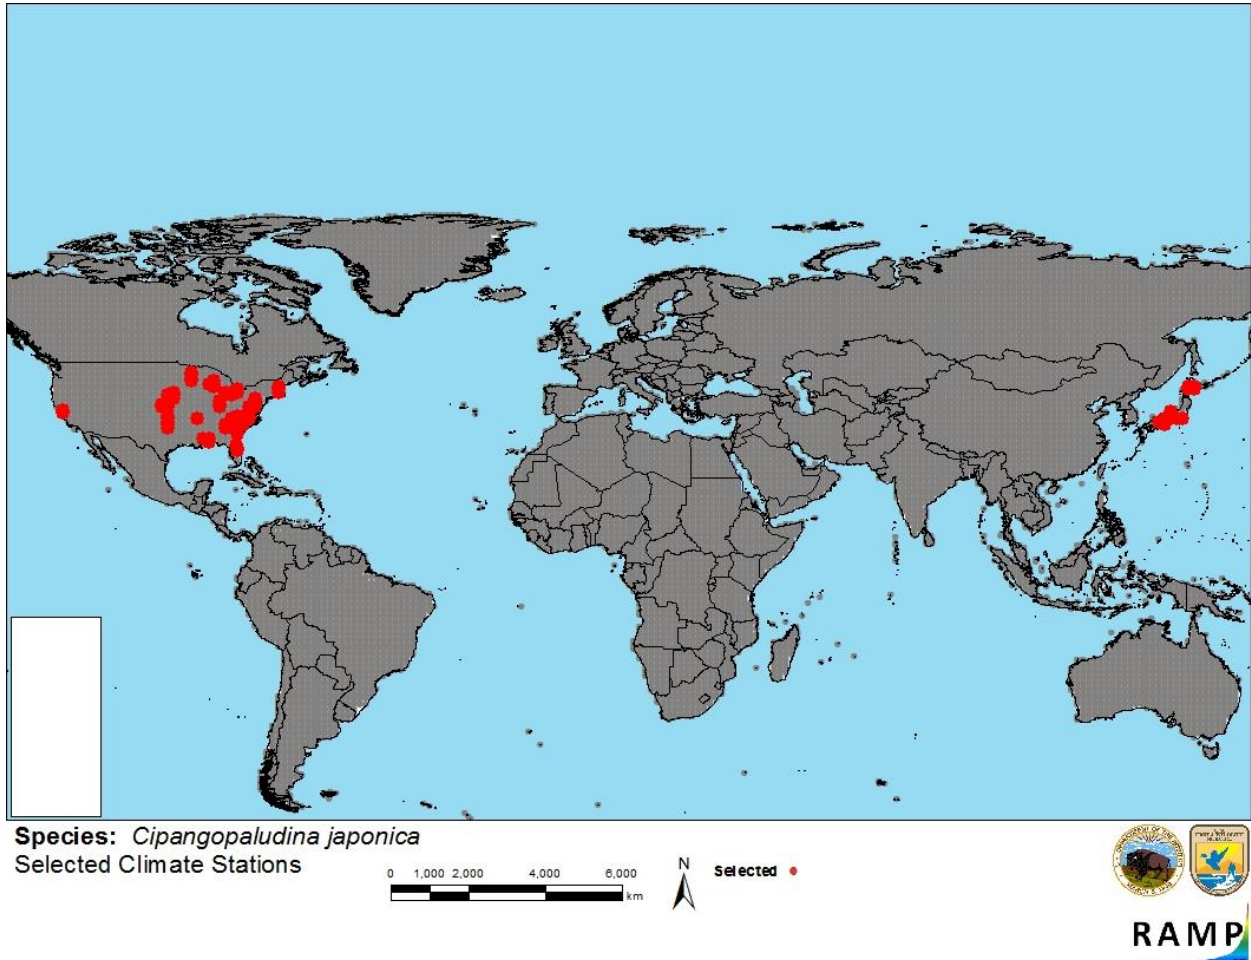 Species: Cipangopaludina japonica
Selected Climate Stations
0 1,000 2,000 4,000 6,000
km
N
Selected
RAMP